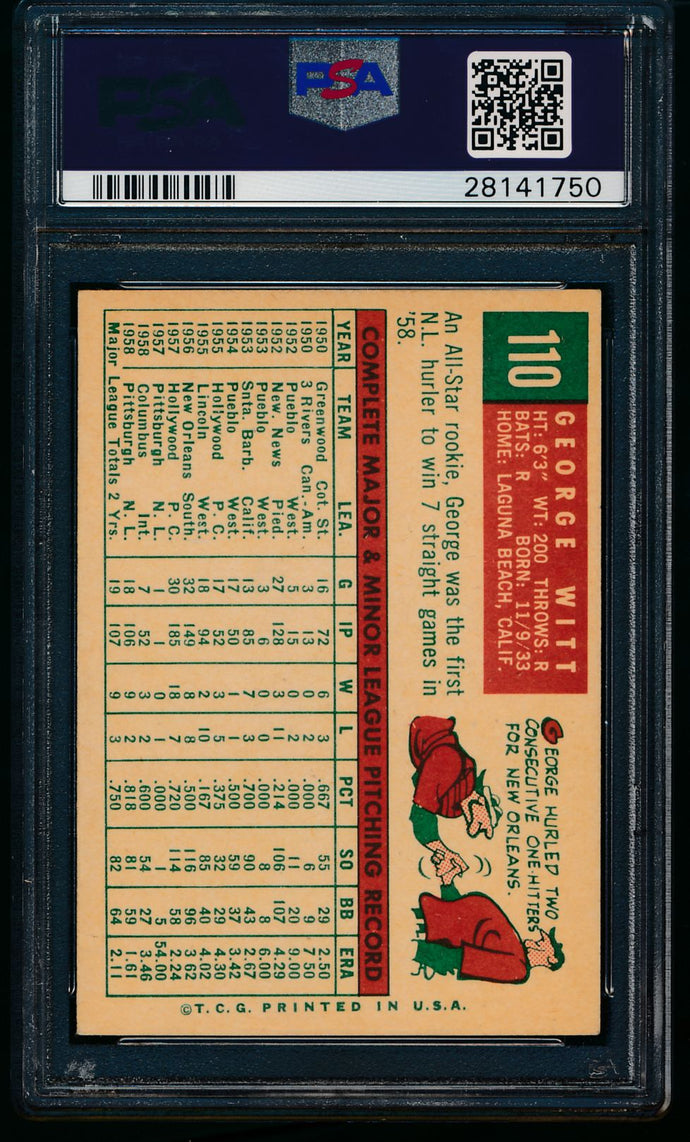 PSA
PSA
28141750
110
GEORGE WITT
HT: 6'3" WT: 200 THROWS: R
BATS: R BORN: 11/9/33
HOME: LAGUNA BEACH, CALIF.
An All-Star rookie, George was the first
N.L. hurler to win 7 straight games in
'58.
GEORGE HURLED TWO
CONSECUTIVE ONE-HITTERS
FOR NEW ORLEANS.
COMPLETE MAJOR & MINOR LEAGUE PITCHING RECORD
YEAR TEAM LEA. G IP W L PCT SO BB ERA
1950 Greenwood Cot. St. 16 72 6 3 .667 55 29 2.50
1950 3 Rivers Can.-Am. 3 13 0 2 .000 6 9 7.50
1952 Pueblo West. 5 15 0 0 .000 11 20 9.00
1952 New. News Pied. 27 128 3 11 .214 106 107 4.29
1953 Pueblo West. 3 6 0 0 .000 8 8 6.00
1953 Snta. Barb. Calif. 13 85 7 3 .700 90 43 2.67
1954 Pueblo West. 17 50 1 1 .500 59 37 3.42
1955 Hollywood P. C. 17 52 3 5 .375 32 29 4.30
1955 Lincoln West. 18 94 2 10 .167 85 40 4.02
1956 New Orleans South. 32 149 8 8 .500 116 96 3.62
1957 Hollywood P. C. 30 185 18 7 .720 114 58 2.24
1957 Pittsburgh N. L. 1 1 0 1 .000 1 5 54.00
1958 Columbus Int. 7 52 3 2 .600 54 27 3.46
1958 Pittsburgh N. L. 18 106 9 2 .818 81 59 1.61
Major League Totals 2 Yrs. 19 107 9 3 .750 82 64 2.11
©T.C.G. PRINTED IN U.S.A.